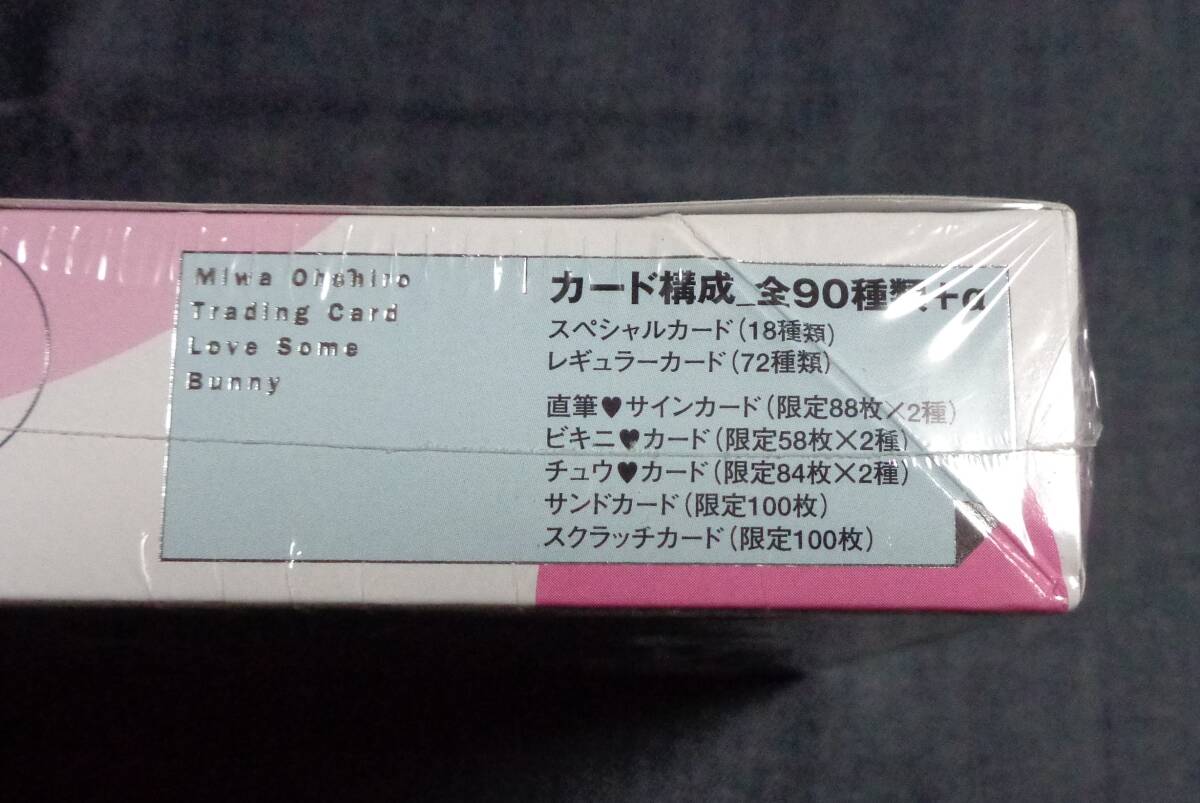 Miwa Ohshiro
Trading Card
Love Some
Bunny
カード構成_全90種類+α
スペシャルカード(18種類)
レギュラーカード(72種類)
直筆♥サインカード(限定88枚×2種)
ビキニ♥カード(限定58枚×2種)
チュウ♥カード(限定84枚×2種)
サンドカード(限定100枚)
スクラッチカード(限定100枚)